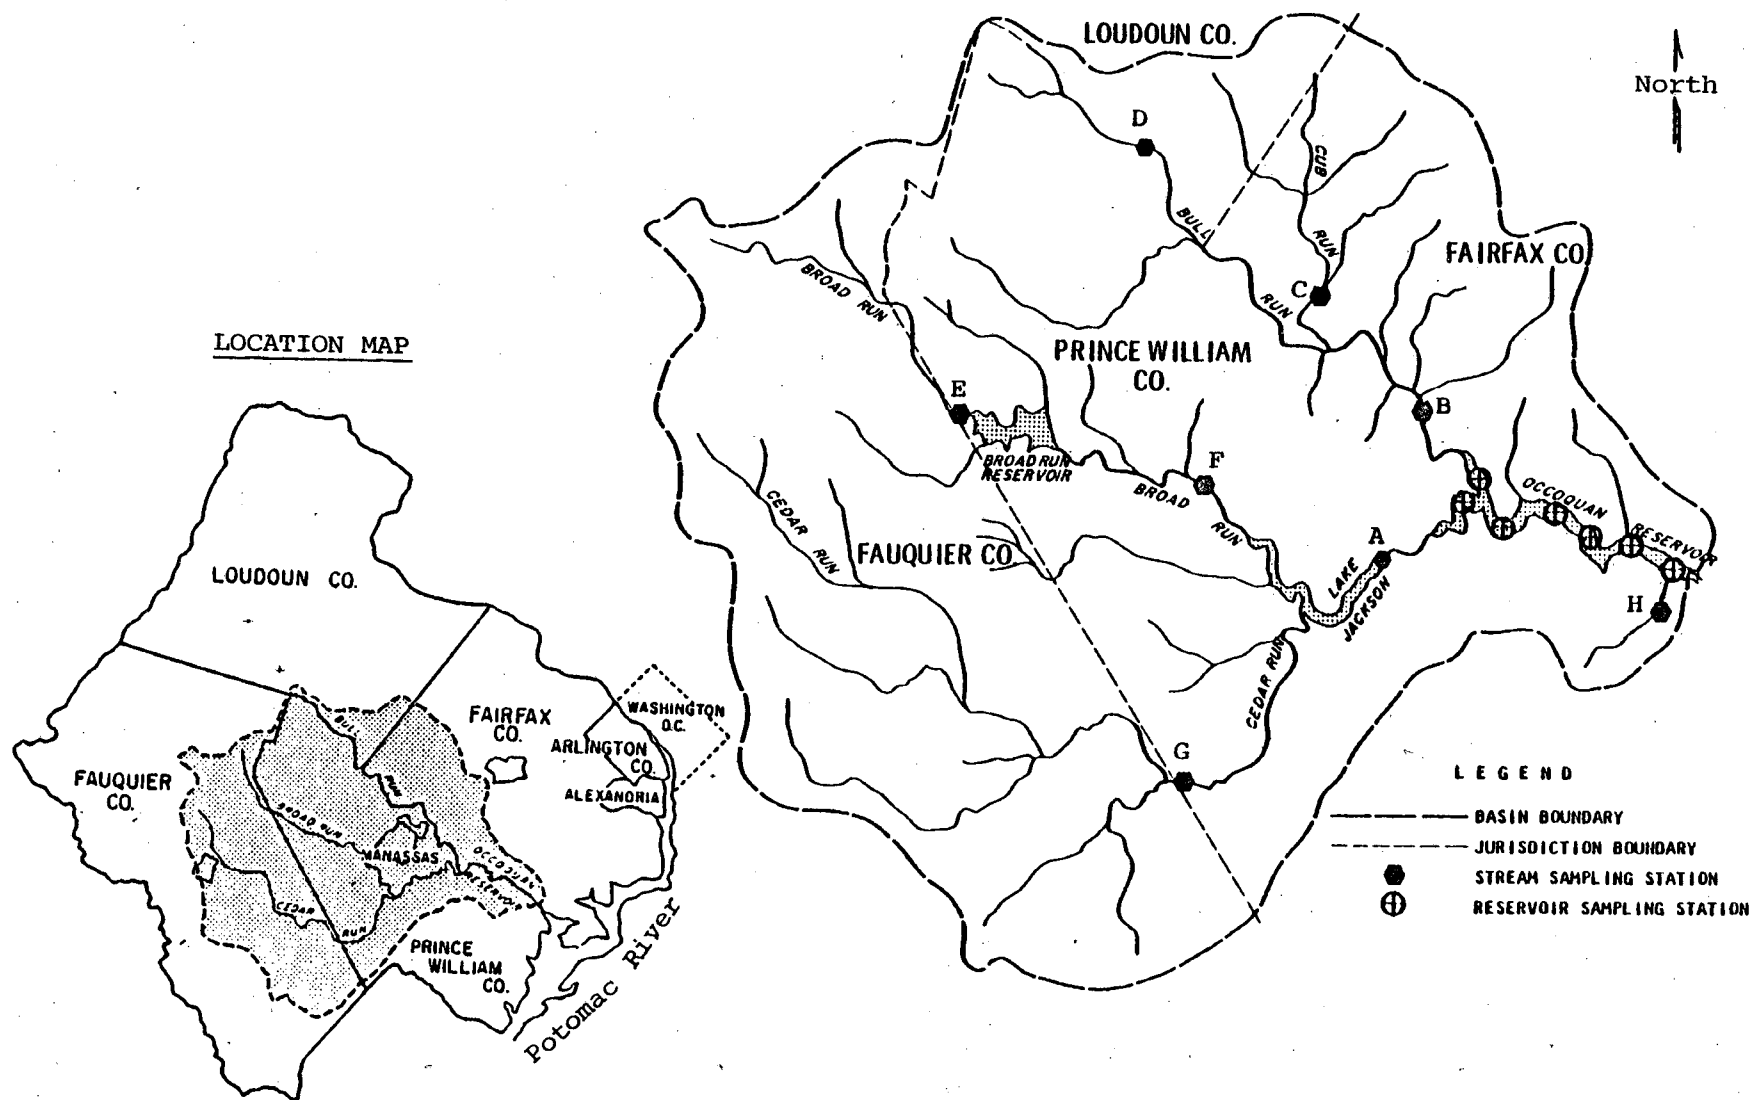 LOUDOUN CO.
North
D
CUB
RUN
BULL
RUN
FAIRFAX CO.
C
BROAD RUN
LOCATION MAP
PRINCE WILLIAM
CO.
E
B
BROAD RUN
RESERVOIR
F
BROAD
RUN
OCCOQUAN
RESERVOIR
CEDAR
RUN
FAUQUIER CO.
A
LAKE
JACKSON
H
CEDAR RUN
G
LOUDOUN CO.
FAIRFAX
CO.
WASHINGTON
D.C.
ARLINGTON
CO.
ALEXANDRIA
FAUQUIER
CO.
BULL
RUN
BROAD RUN
MANASSAS
OCCOQUAN
RESERVOIR
CEDAR
RUN
PRINCE
WILLIAM
CO.
Potomac River
LEGEND
BASIN BOUNDARY
JURISDICTION BOUNDARY
STREAM SAMPLING STATION
RESERVOIR SAMPLING STATION